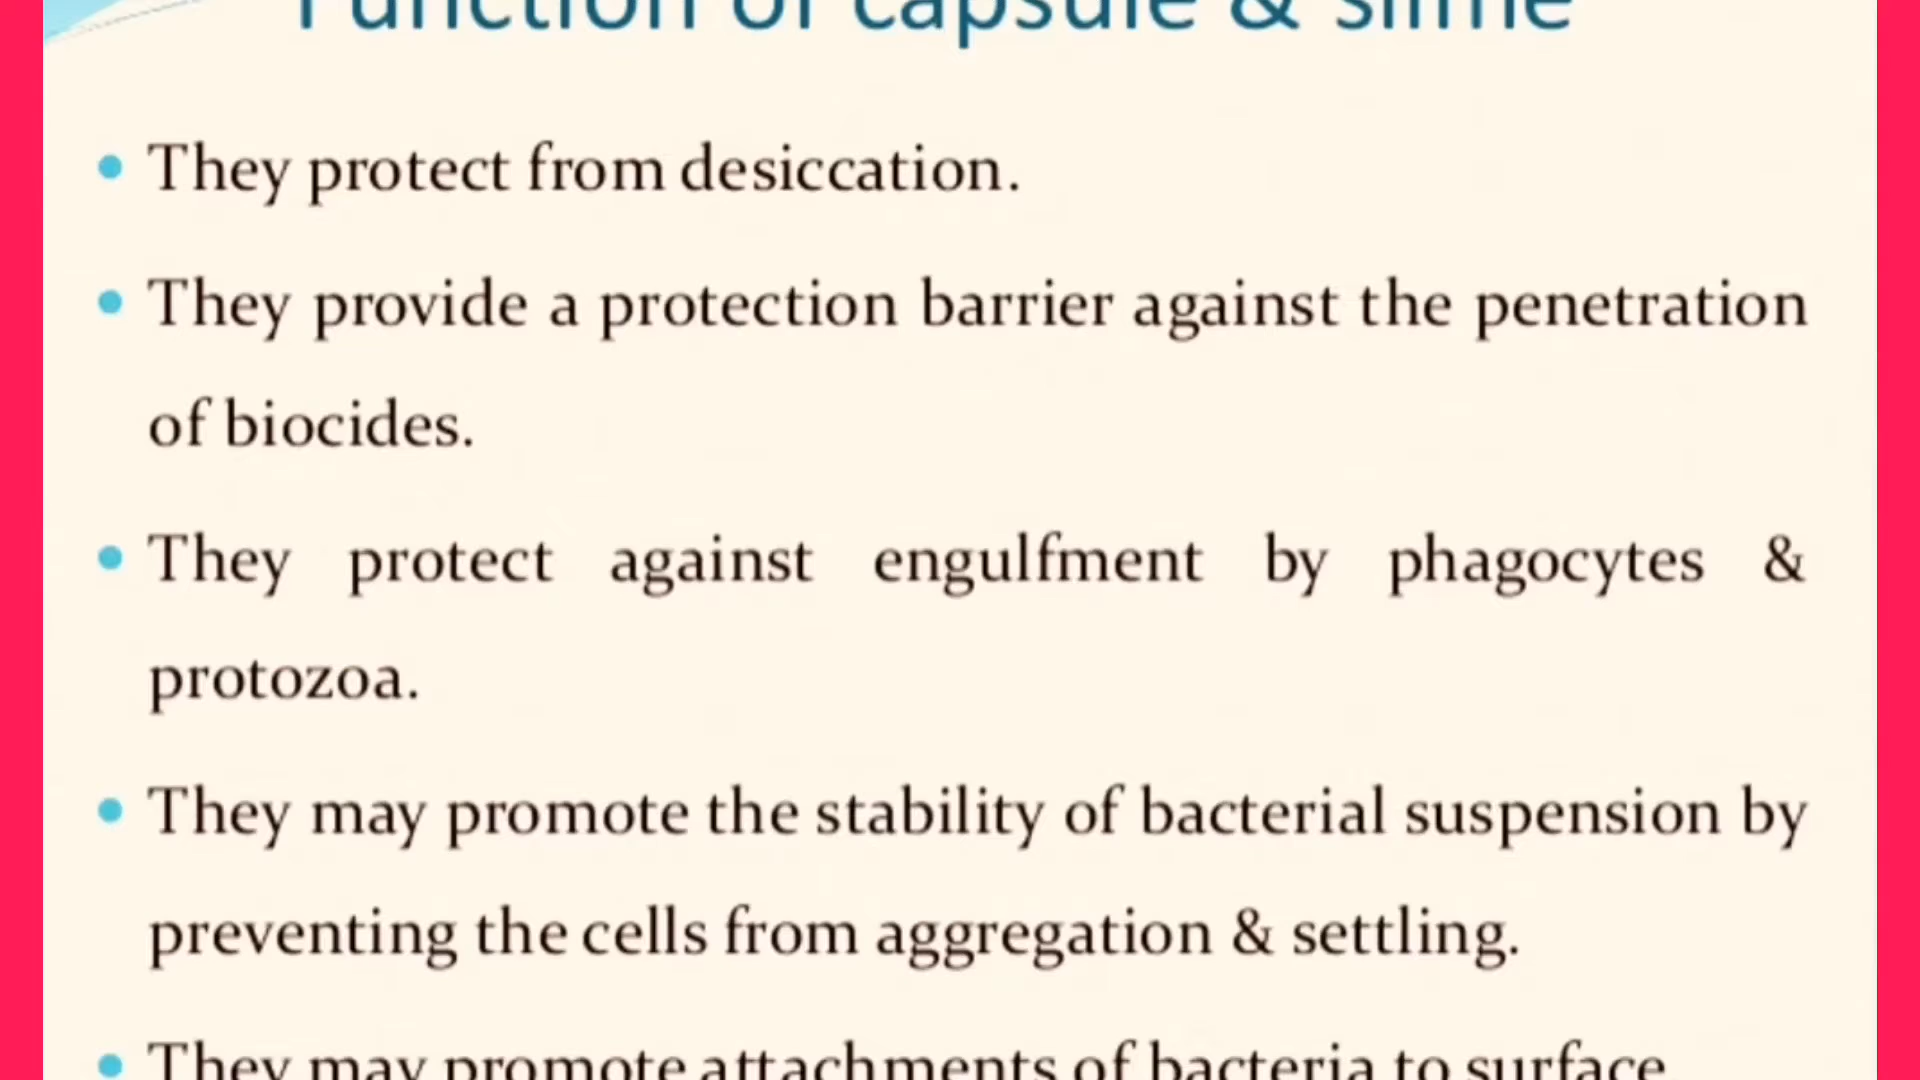 Function of capsule & slime
• They protect from desiccation.
• They provide a protection barrier against the penetration
of biocides.
• They protect against engulfment by phagocytes &
protozoa.
• They may promote the stability of bacterial suspension by
preventing the cells from aggregation & settling.
• They may promote attachments of bacteria to surface.